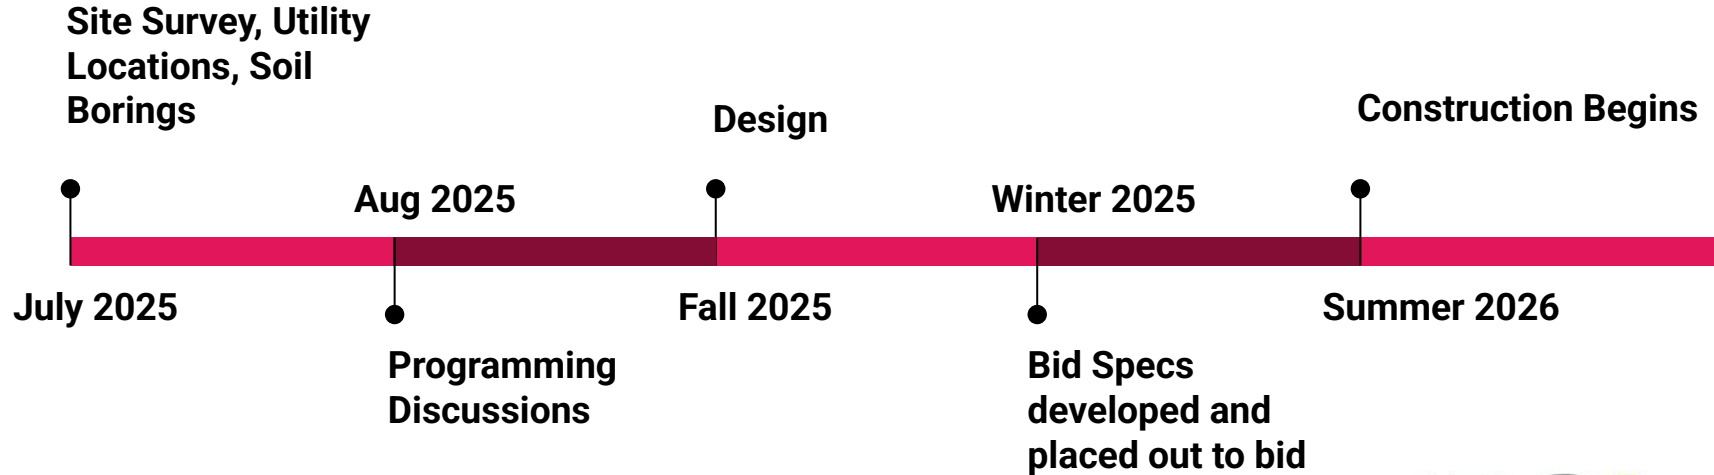 Site Survey, Utility
Locations, Soil
Borings
July 2025
Aug 2025
Programming
Discussions
Design
Fall 2025
Winter 2025
Bid Specs
developed and
placed out to bid
Construction Begins
Summer 2026